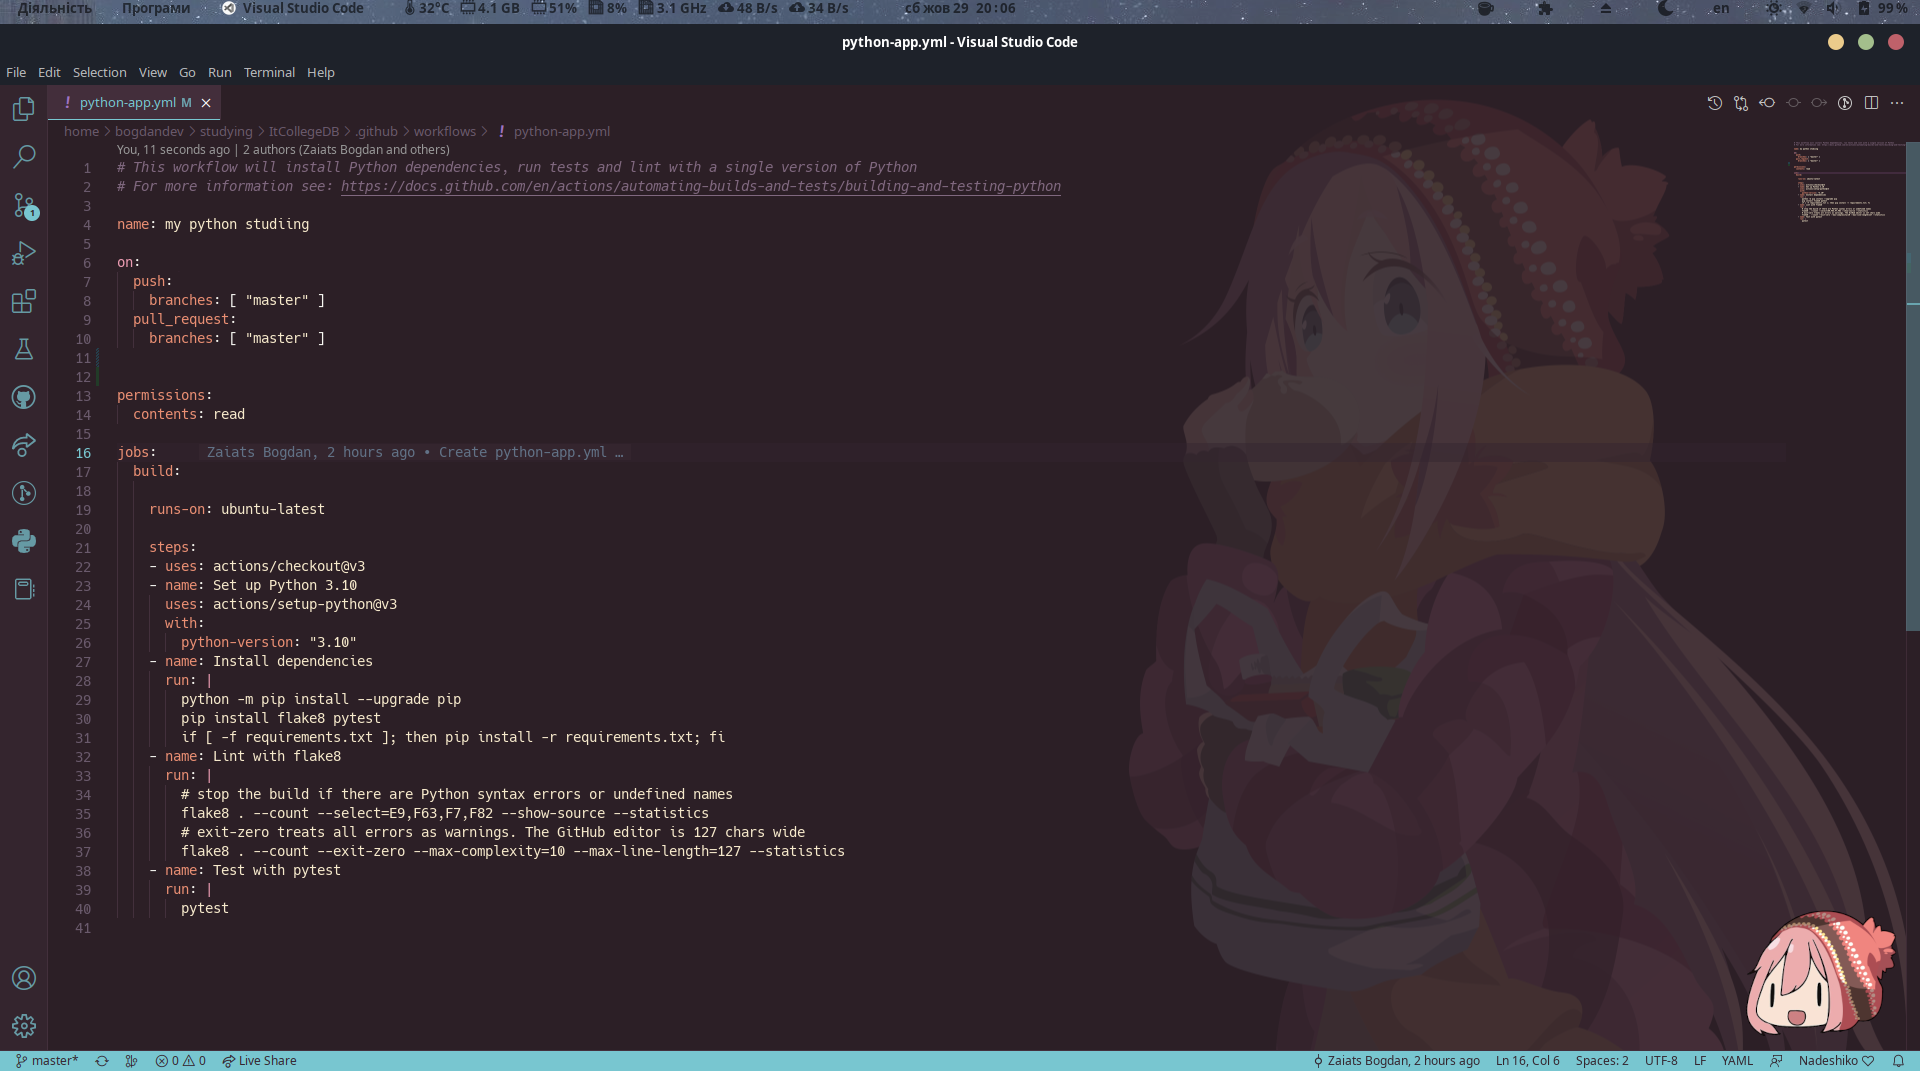 Діяльність Програми Visual Studio Code 32°C 4.1 GB 51% 8% 3.1 GHz 48 B/s 34 B/s сб жов 29 20:06 en 99 %
python-app.yml - Visual Studio Code
File Edit Selection View Go Run Terminal Help
! python-app.yml M
home > bogdandev > studying > ItCollegeDB > .github > workflows > ! python-app.yml
You, 11 seconds ago | 2 authors (Zaiats Bogdan and others)
1 # This workflow will install Python dependencies, run tests and lint with a single version of Python
2 # For more information see: https://docs.github.com/en/actions/automating-builds-and-tests/building-and-testing-python
3
4 name: my python studiing
5
6 on:
7 push:
8 branches: [ "master" ]
9 pull_request:
10 branches: [ "master" ]
11
12
13 permissions:
14 contents: read
15
16 jobs: Zaiats Bogdan, 2 hours ago • Create python-app.yml …
17 build:
18
19 runs-on: ubuntu-latest
20
21 steps:
22 - uses: actions/checkout@v3
23 - name: Set up Python 3.10
24 uses: actions/setup-python@v3
25 with:
26 python-version: "3.10"
27 - name: Install dependencies
28 run: |
29 python -m pip install --upgrade pip
30 pip install flake8 pytest
31 if [ -f requirements.txt ]; then pip install -r requirements.txt; fi
32 - name: Lint with flake8
33 run: |
34 # stop the build if there are Python syntax errors or undefined names
35 flake8 . --count --select=E9,F63,F7,F82 --show-source --statistics
36 # exit-zero treats all errors as warnings. The GitHub editor is 127 chars wide
37 flake8 . --count --exit-zero --max-complexity=10 --max-line-length=127 --statistics
38 - name: Test with pytest
39 run: |
40 pytest
41
1
master* 0 0 Live Share Zaiats Bogdan, 2 hours ago Ln 16, Col 6 Spaces: 2 UTF-8 LF YAML Nadeshiko ♡